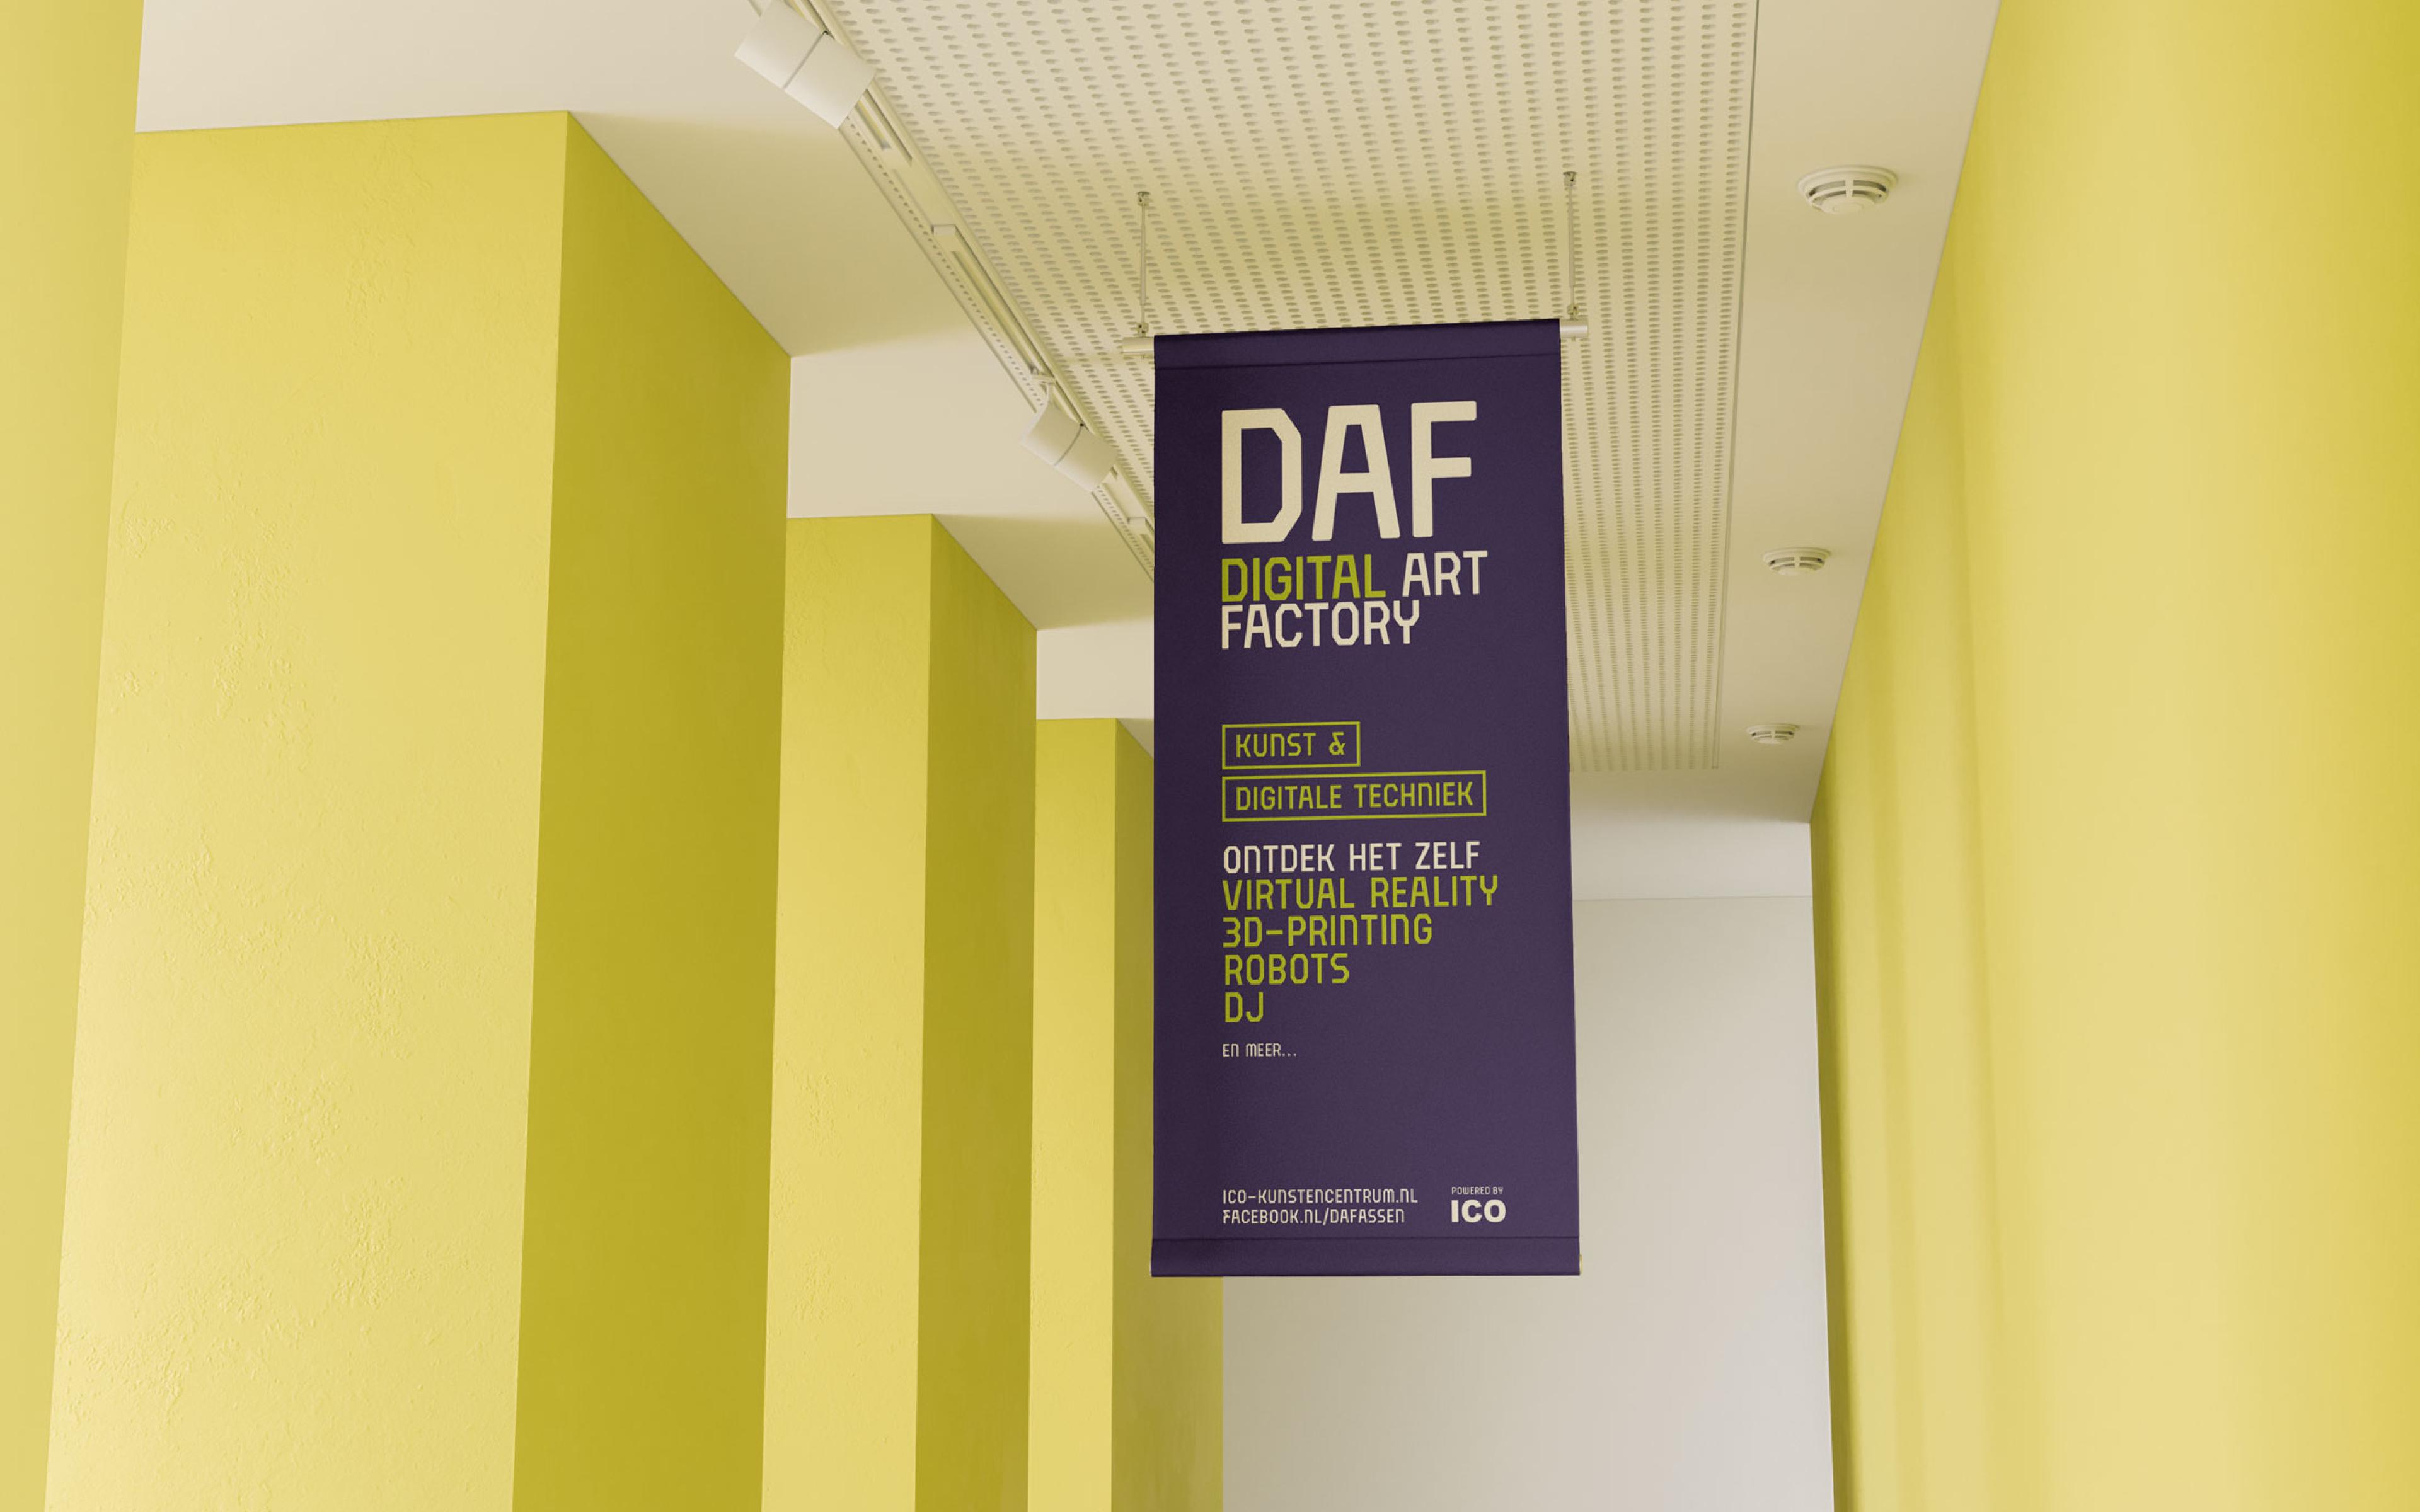 DAF
DIGITAL ART
FACTORY
KUNST &
DIGITALE TECHNIEK
ONTDEK HET ZELF
VIRTUAL REALITY
3D-PRINTING
ROBOTS
DJ
EN MEER...
ICO-KUNSTENCENTRUM.NL
FACEBOOK.NL/DAFASSEN
POWERED BY
ICO